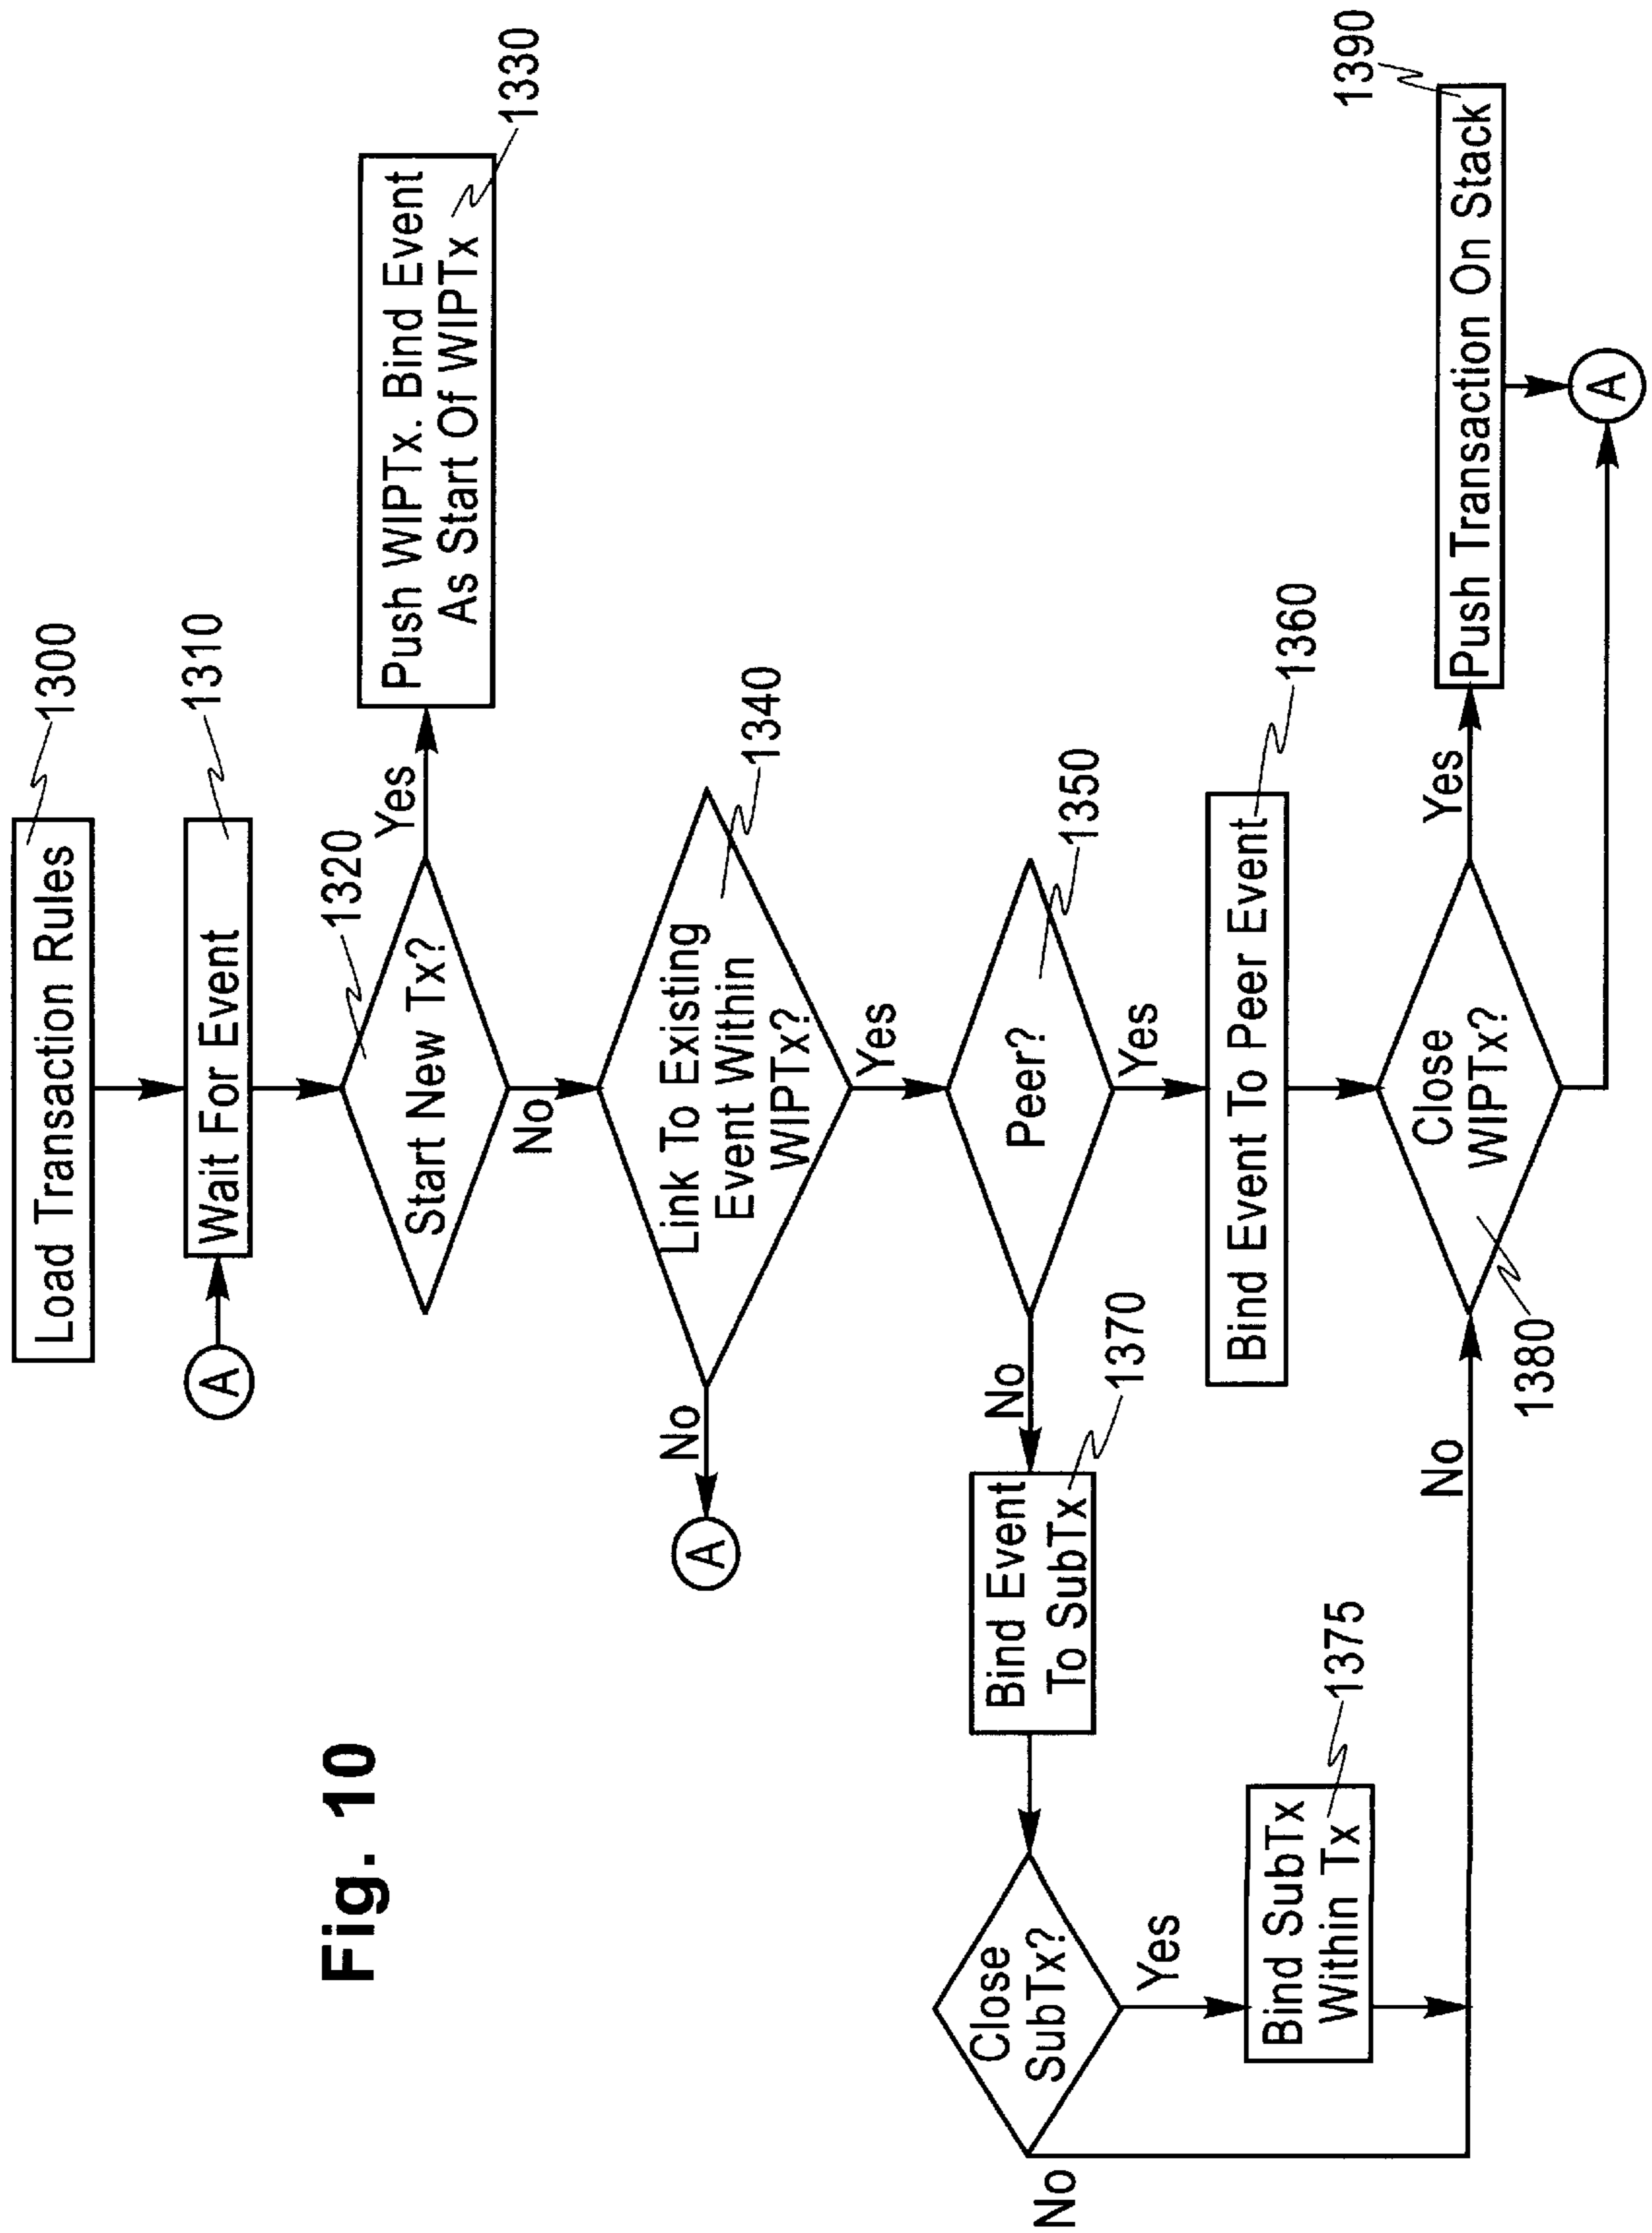 Fig. 10
Load Transaction Rules
1300
A
Wait For Event
1310
Start New Tx?
1320
Yes
Push WIPTx. Bind Event
As Start Of WIPTx
1330
No
Link To Existing
Event Within
WIPTx?
1340
No
A
Yes
Peer?
1350
No
Bind Event
To SubTx
1370
Close
SubTx?
No
Yes
Bind SubTx
Within Tx
1375
Yes
Bind Event To Peer Event
1360
No
Close
WIPTx?
1380
Yes
Push Transaction On Stack
1390
A